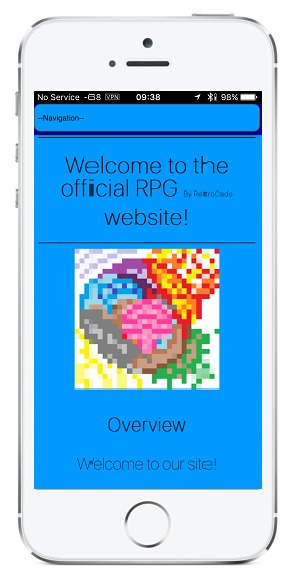 No Service VPN 09:38 98%
--Navigation--
Welcome to the
official RPG By RetroCade
website!
Overview
Welcome to our site!